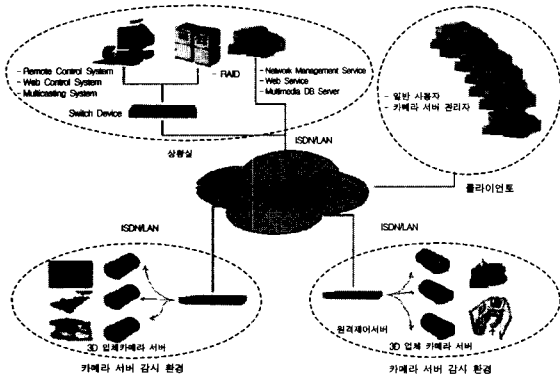 - Remote Control System
- Web Control System
- Multicasting System
- RAID
- Network Management Service
- Web Service
- Multimedia DB Server
Switch Device
상황실
ISDN/LAN
- 일반 사용자
- 카메라 서버 관리자
클라이언트
ISDN/LAN
ISDN/LAN
3D 입체카메라 서버
카메라 서버 감시 환경
원격제어서버
3D 입체 카메라 서버
카메라 서버 감시 환경